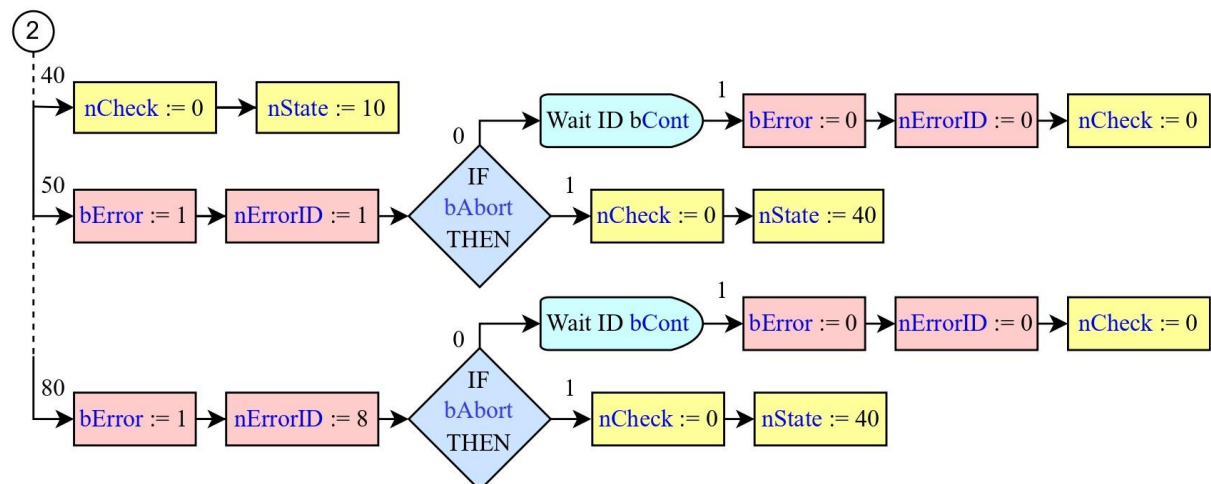 2
40
nCheck := 0
nState := 10
0
Wait ID bCont
1
bError := 0
nErrorID := 0
nCheck := 0
50
bError := 1
nErrorID := 1
IF
bAbort
THEN
1
nCheck := 0
nState := 40
0
Wait ID bCont
1
bError := 0
nErrorID := 0
nCheck := 0
80
bError := 1
nErrorID := 8
IF
bAbort
THEN
1
nCheck := 0
nState := 40